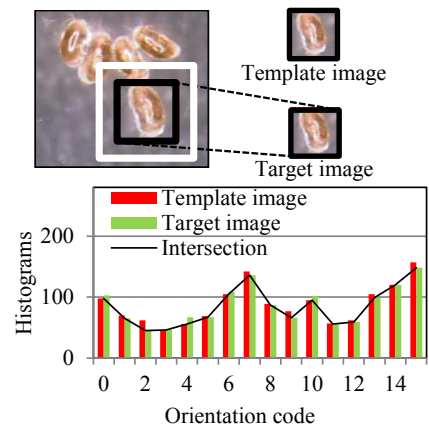 Template image
Target image
Template image
Target image
Intersection
200
100
0
Histograms
0 2 4 6 8 10 12 14
Orientation code